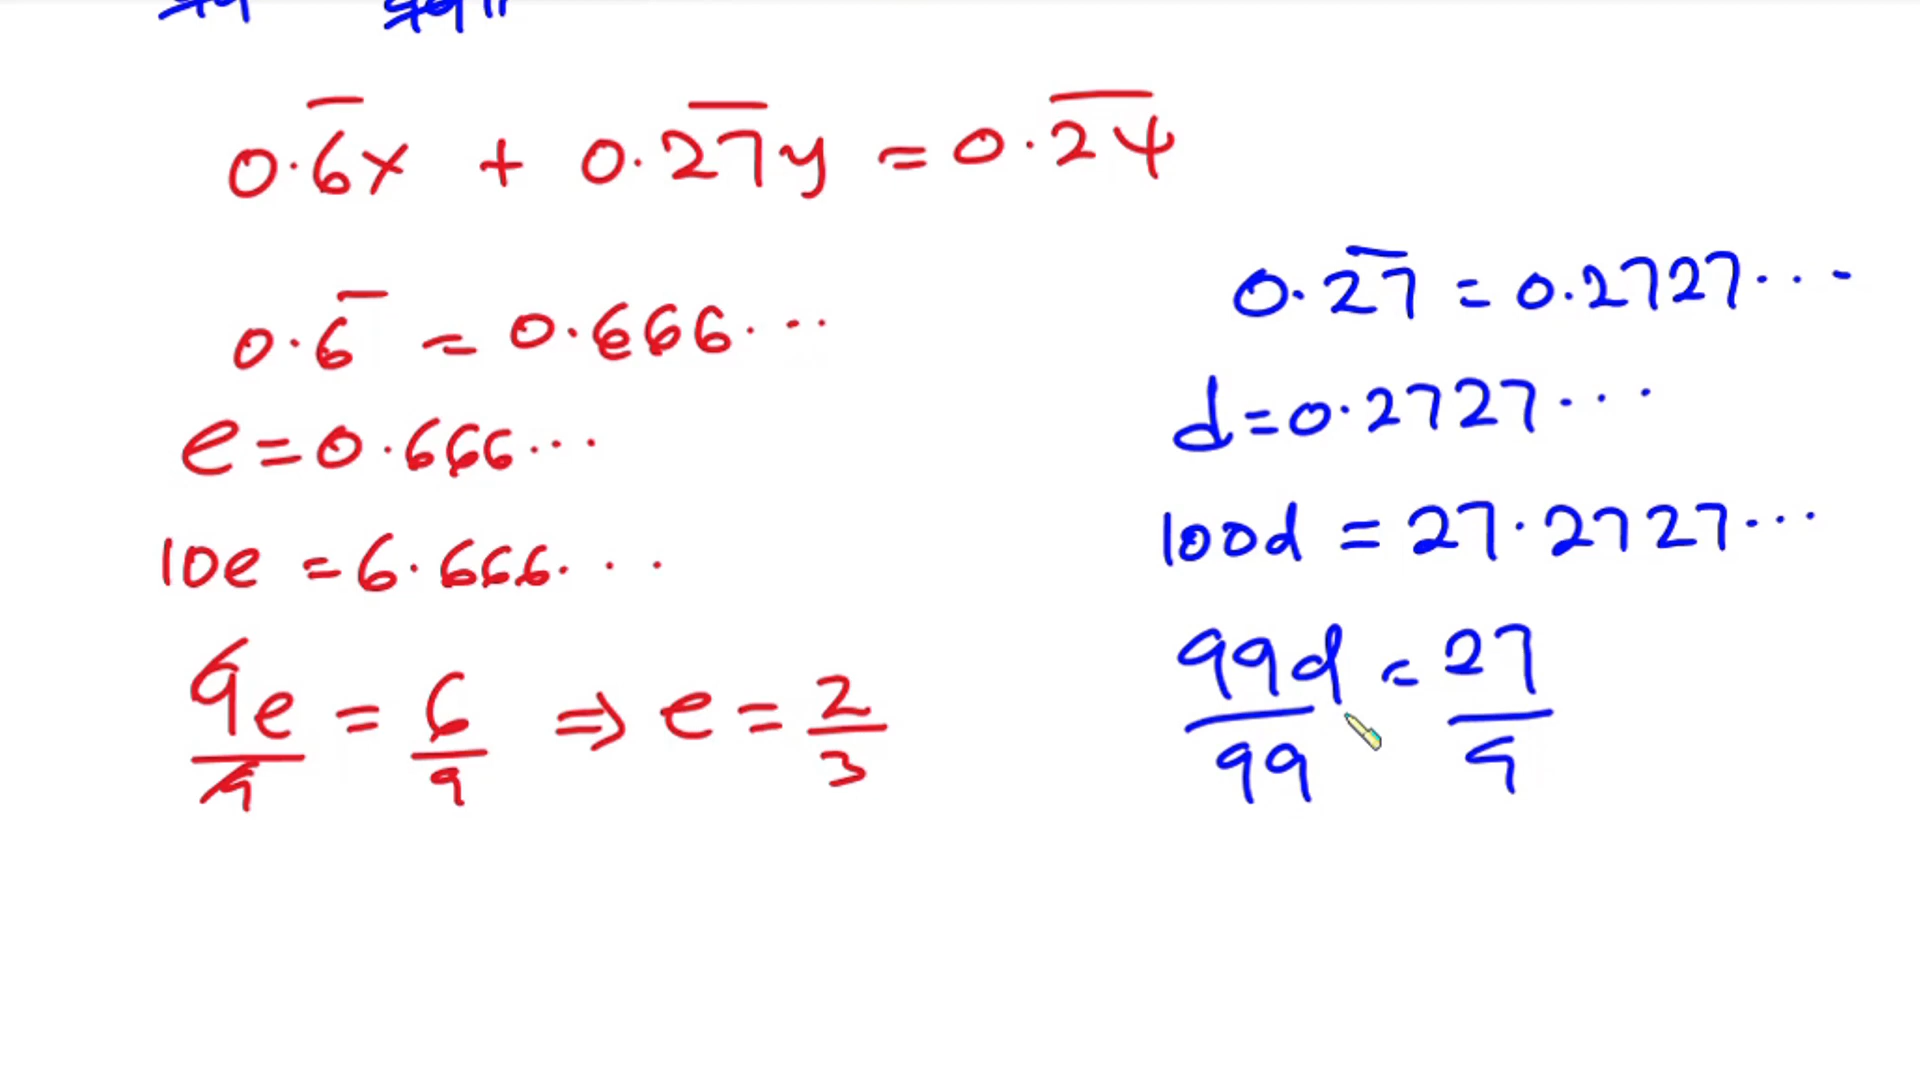 0.6̅x + 0.2̅7̅y = 0.2̅4̅
0.6̅ = 0.666...
e = 0.666...
10e = 6.666...
9e/9 = 6/9 ⇒ e = 2/3
0.2̅7̅ = 0.2727...
d = 0.2727...
100d = 27.2727...
99d/99 = 27/9